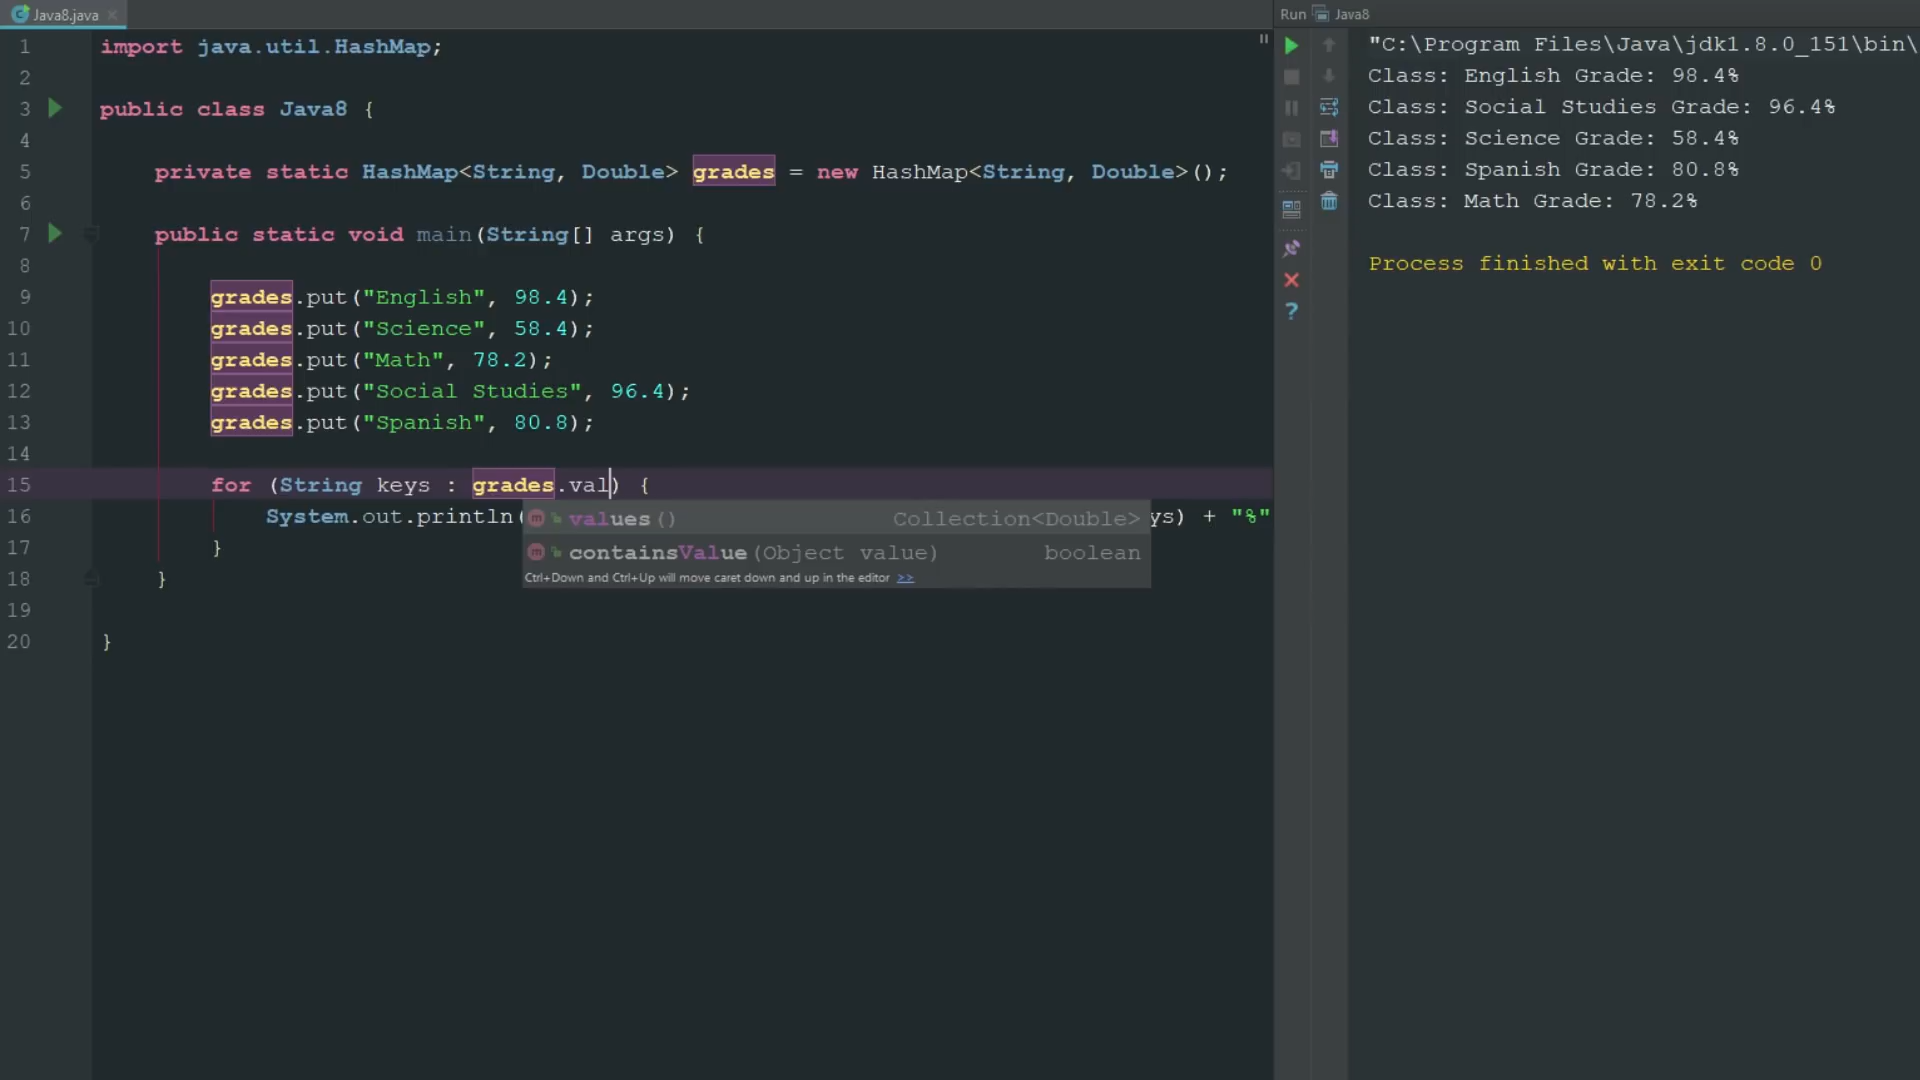 Java8.java
1 import java.util.HashMap;
2
3 public class Java8 {
4
5 private static HashMap<String, Double> grades = new HashMap<String, Double>();
6
7 public static void main(String[] args) {
8
9 grades.put("English", 98.4);
10 grades.put("Science", 58.4);
11 grades.put("Math", 78.2);
12 grades.put("Social Studies", 96.4);
13 grades.put("Spanish", 80.8);
14
15 for (String keys : grades.val) {
16 System.out.println( ys) + "%"
values() Collection<Double>
17 }
containsValue(Object value) boolean
18 }
Ctrl+Down and Ctrl+Up will move caret down and up in the editor >>
19
20 }
Run Java8
"C:\Program Files\Java\jdk1.8.0_151\bin\
Class: English Grade: 98.4%
Class: Social Studies Grade: 96.4%
Class: Science Grade: 58.4%
Class: Spanish Grade: 80.8%
Class: Math Grade: 78.2%
Process finished with exit code 0